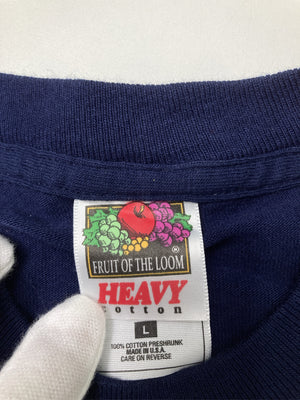 FRUIT OF THE LOOM®
HEAVY
Cotton
L
100% COTTON PRESHRUNK
MADE IN U.S.A.
CARE ON REVERSE